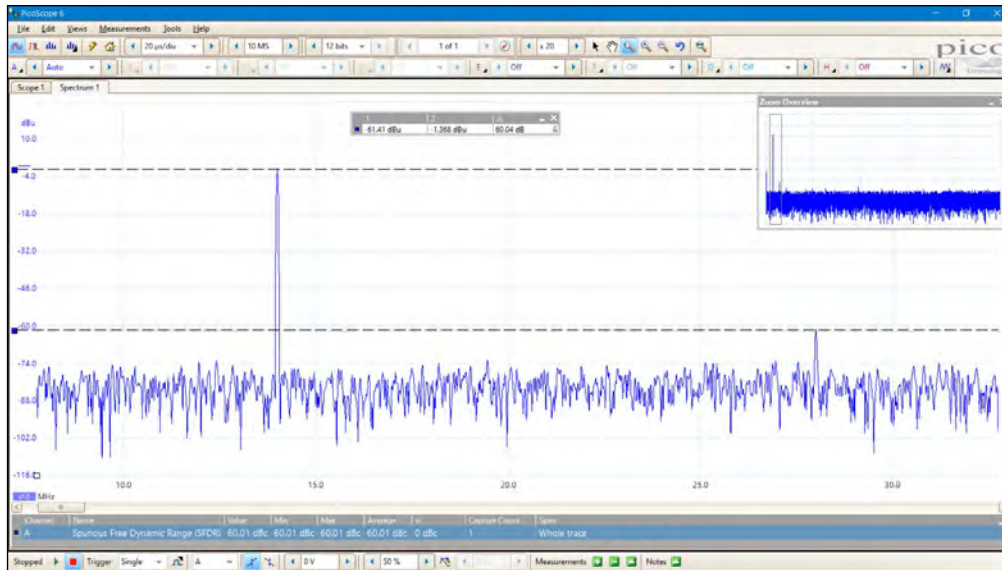 PicoScope 6
File Edit Views Measurements Tools Help
20 µs/div 10 MS 12 bits 1 of 1 x 20
pico
A Auto E Off Off Off H Off
Scope 1 Spectrum 1
Zoom Overview
1 2 Δ
-61.41 dBu -1.368 dBu 60.04 dB
dBu
10.0
-4.0
-18.0
-32.0
-46.0
-60.0
-74.0
-88.0
-102.0
-116.0
10.0 15.0 20.0 25.0 30.0
x1.0 MHz
Channel Name Value Min Max Average σ Capture Count Span
A Spurious Free Dynamic Range (SFDR) 60.01 dBc 60.01 dBc 60.01 dBc 60.01 dBc 0 dBc 1 Whole trace
Stopped Trigger Single A 0 V 50 % Measurements Notes